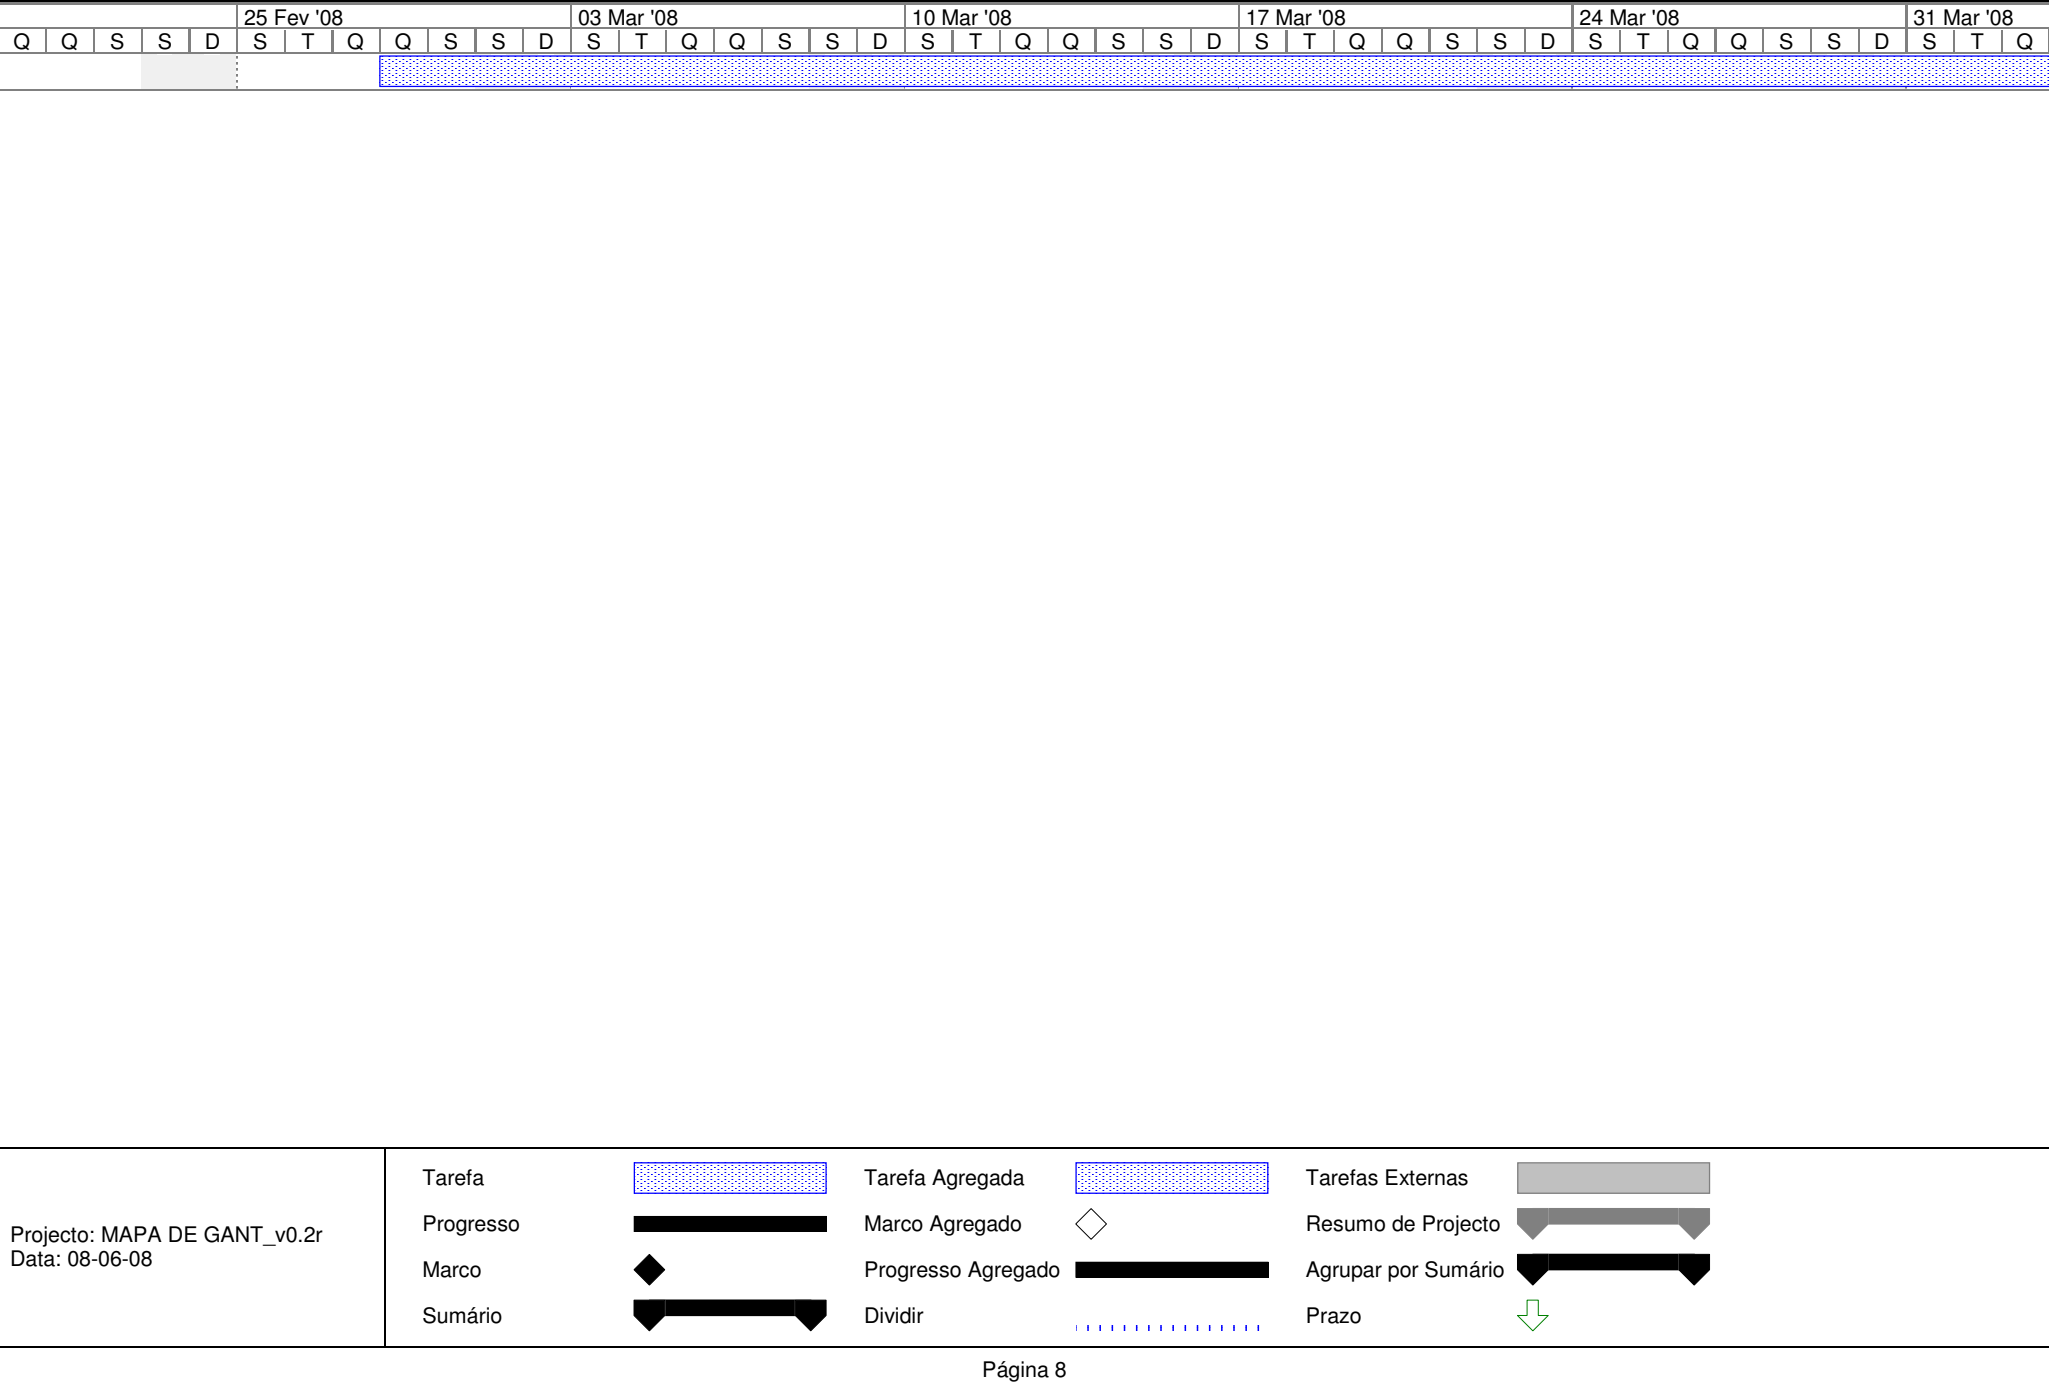 25 Fev '08 03 Mar '08 10 Mar '08 17 Mar '08 24 Mar '08 31 Mar '08
Q Q S S D S T Q Q S S D S T Q Q S S D S T Q Q S S D S T Q Q S S D S T Q Q S S D S T Q
Tarefa Tarefa Agregada Tarefas Externas
Progresso Marco Agregado Resumo de Projecto
Projecto: MAPA DE GANT_v0.2r
Data: 08-06-08
Marco Progresso Agregado Agrupar por Sumário
Sumário Dividir Prazo
Página 8